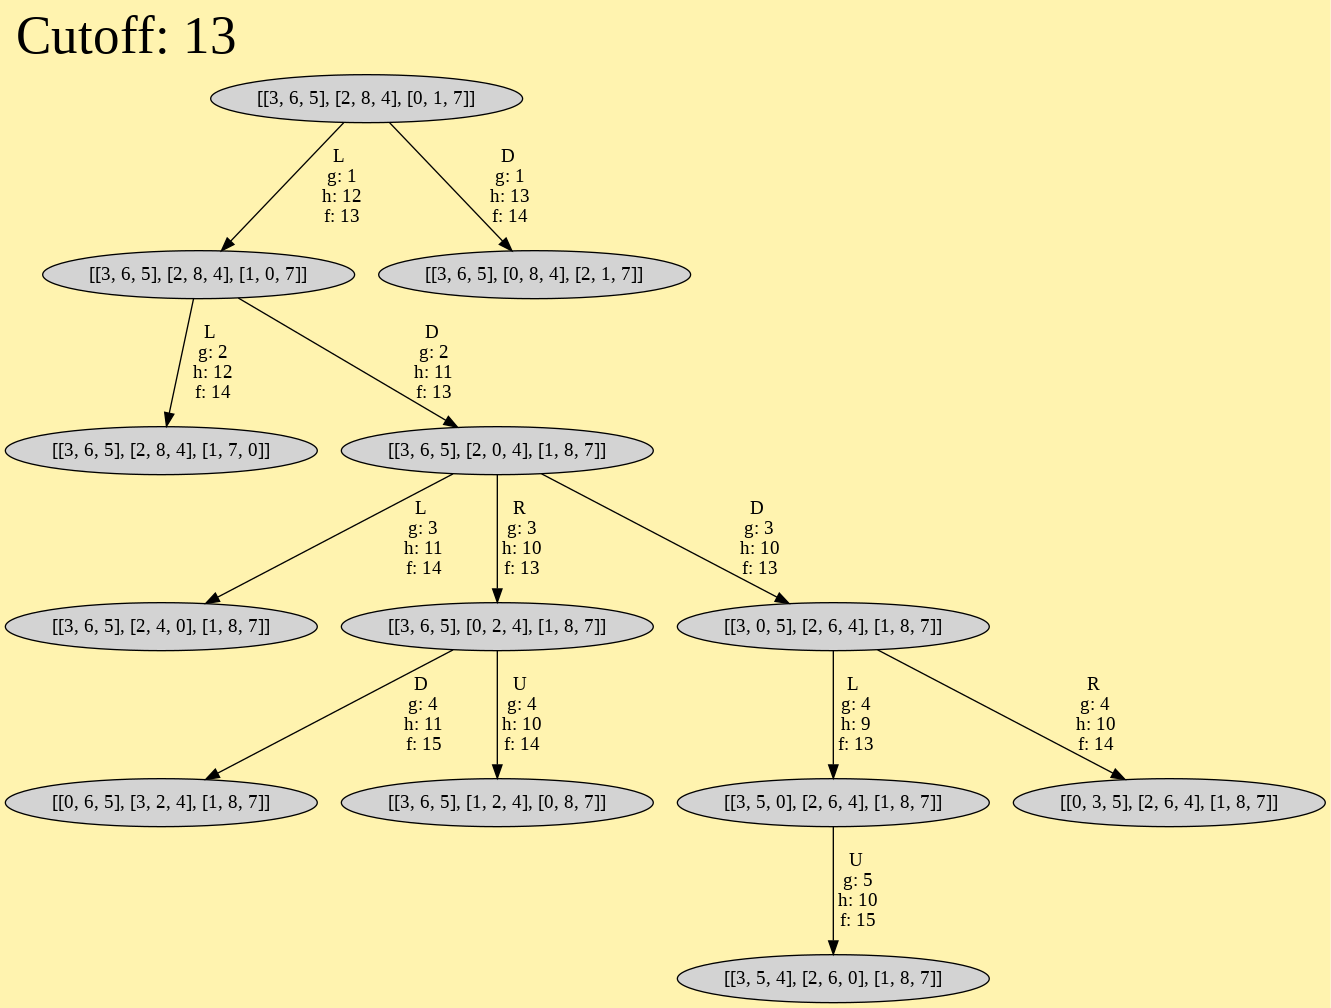 Cutoff: 13
[[3, 6, 5], [2, 8, 4], [0, 1, 7]]
L
g: 1
h: 12
f: 13
D
g: 1
h: 13
f: 14
[[3, 6, 5], [2, 8, 4], [1, 0, 7]]
[[3, 6, 5], [0, 8, 4], [2, 1, 7]]
L
g: 2
h: 12
f: 14
D
g: 2
h: 11
f: 13
[[3, 6, 5], [2, 8, 4], [1, 7, 0]]
[[3, 6, 5], [2, 0, 4], [1, 8, 7]]
L
g: 3
h: 11
f: 14
R
g: 3
h: 10
f: 13
D
g: 3
h: 10
f: 13
[[3, 6, 5], [2, 4, 0], [1, 8, 7]]
[[3, 6, 5], [0, 2, 4], [1, 8, 7]]
[[3, 0, 5], [2, 6, 4], [1, 8, 7]]
D
g: 4
h: 11
f: 15
U
g: 4
h: 10
f: 14
L
g: 4
h: 9
f: 13
R
g: 4
h: 10
f: 14
[[0, 6, 5], [3, 2, 4], [1, 8, 7]]
[[3, 6, 5], [1, 2, 4], [0, 8, 7]]
[[3, 5, 0], [2, 6, 4], [1, 8, 7]]
[[0, 3, 5], [2, 6, 4], [1, 8, 7]]
U
g: 5
h: 10
f: 15
[[3, 5, 4], [2, 6, 0], [1, 8, 7]]